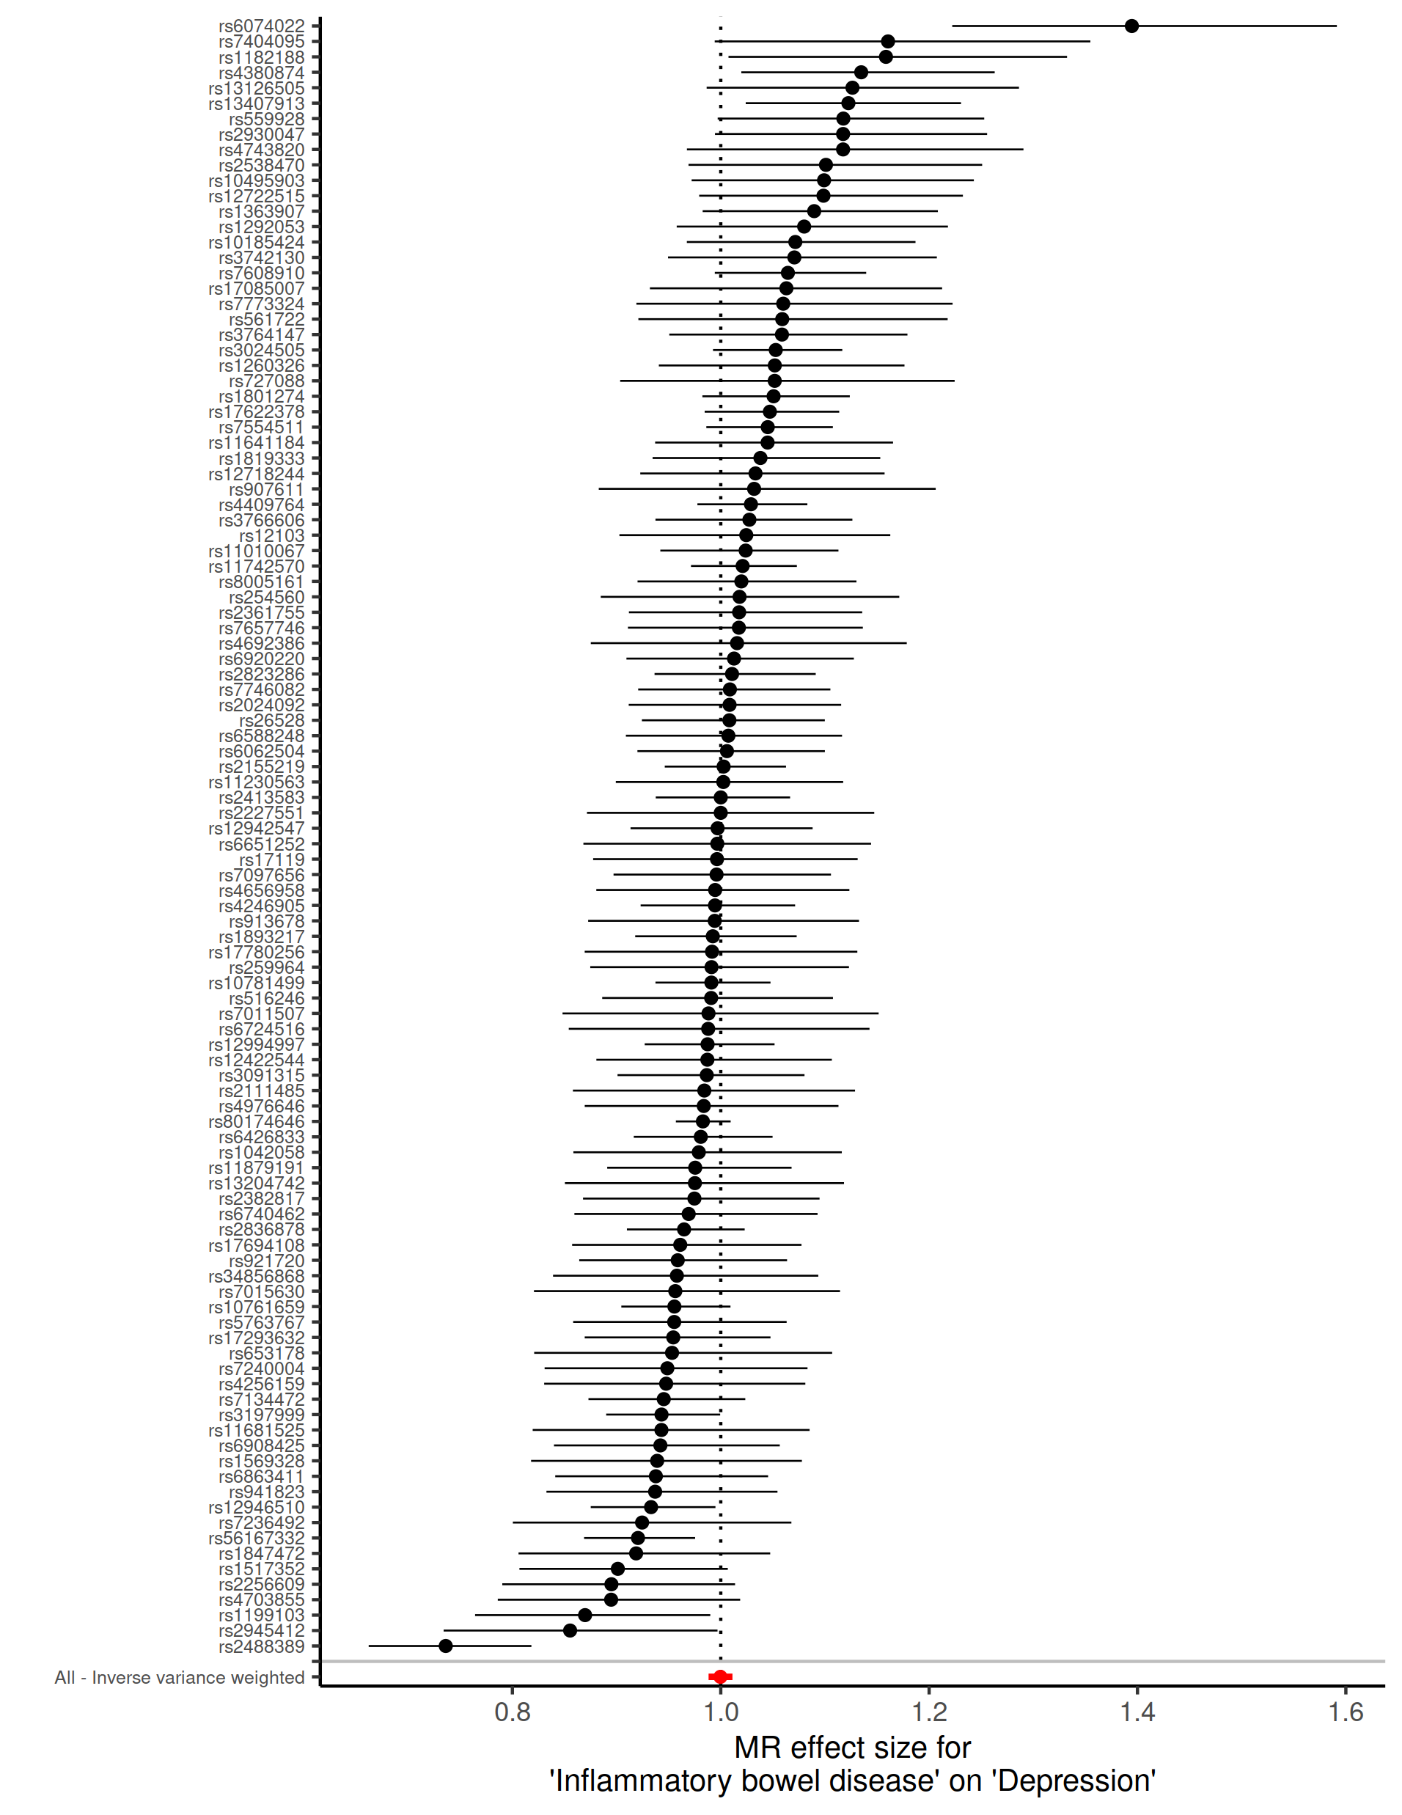 rs6074022
rs7404095
rs1182188
rs4380874
rs13126505
rs13407913
rs559928
rs2930047
rs4743820
rs2538470
rs10495903
rs12722515
rs1363907
rs1292053
rs10185424
rs3742130
rs7608910
rs17085007
rs7773324
rs561722
rs3764147
rs3024505
rs1260326
rs727088
rs1801274
rs17622378
rs7554511
rs11641184
rs1819333
rs12718244
rs907611
rs4409764
rs3766606
rs12103
rs11010067
rs11742570
rs8005161
rs254560
rs2361755
rs7657746
rs4692386
rs6920220
rs2823286
rs7746082
rs2024092
rs26528
rs6588248
rs6062504
rs2155219
rs11230563
rs2413583
rs2227551
rs12942547
rs6651252
rs17119
rs7097656
rs4656958
rs4246905
rs913678
rs1893217
rs17780256
rs259964
rs10781499
rs516246
rs7011507
rs6724516
rs12994997
rs12422544
rs3091315
rs2111485
rs4976646
rs80174646
rs6426833
rs1042058
rs11879191
rs13204742
rs2382817
rs6740462
rs2836878
rs17694108
rs921720
rs34856868
rs7015630
rs10761659
rs5763767
rs17293632
rs653178
rs7240004
rs4256159
rs7134472
rs3197999
rs11681525
rs6908425
rs1569328
rs6863411
rs941823
rs12946510
rs7236492
rs56167332
rs1847472
rs1517352
rs2256609
rs4703855
rs1199103
rs2945412
rs2488389
All - Inverse variance weighted
0.8 1.0 1.2 1.4 1.6
MR effect size for
'Inflammatory bowel disease' on 'Depression'